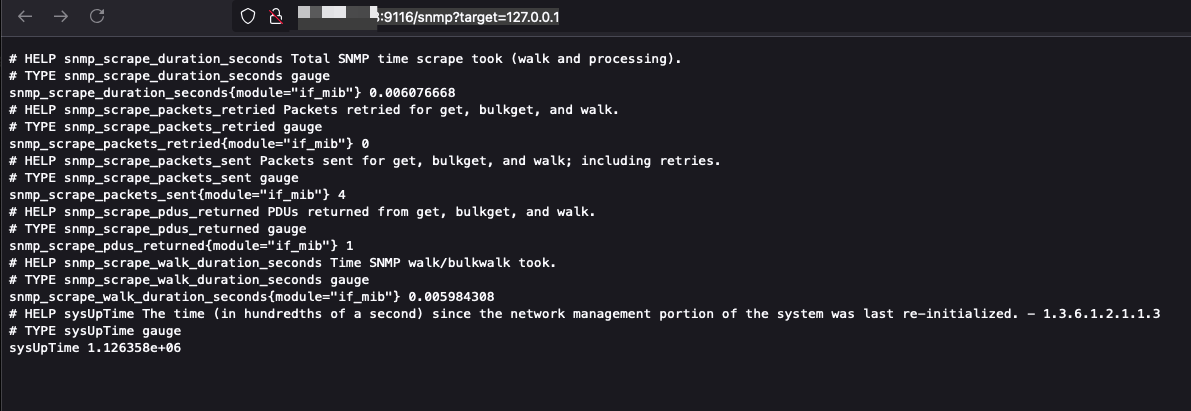 :9116/snmp?target=127.0.0.1
# HELP snmp_scrape_duration_seconds Total SNMP time scrape took (walk and processing).
# TYPE snmp_scrape_duration_seconds gauge
snmp_scrape_duration_seconds{module="if_mib"} 0.006076668
# HELP snmp_scrape_packets_retried Packets retried for get, bulkget, and walk.
# TYPE snmp_scrape_packets_retried gauge
snmp_scrape_packets_retried{module="if_mib"} 0
# HELP snmp_scrape_packets_sent Packets sent for get, bulkget, and walk; including retries.
# TYPE snmp_scrape_packets_sent gauge
snmp_scrape_packets_sent{module="if_mib"} 4
# HELP snmp_scrape_pdus_returned PDUs returned from get, bulkget, and walk.
# TYPE snmp_scrape_pdus_returned gauge
snmp_scrape_pdus_returned{module="if_mib"} 1
# HELP snmp_scrape_walk_duration_seconds Time SNMP walk/bulkwalk took.
# TYPE snmp_scrape_walk_duration_seconds gauge
snmp_scrape_walk_duration_seconds{module="if_mib"} 0.005984308
# HELP sysUpTime The time (in hundredths of a second) since the network management portion of the system was last re-initialized. - 1.3.6.1.2.1.1.3
# TYPE sysUpTime gauge
sysUpTime 1.126358e+06